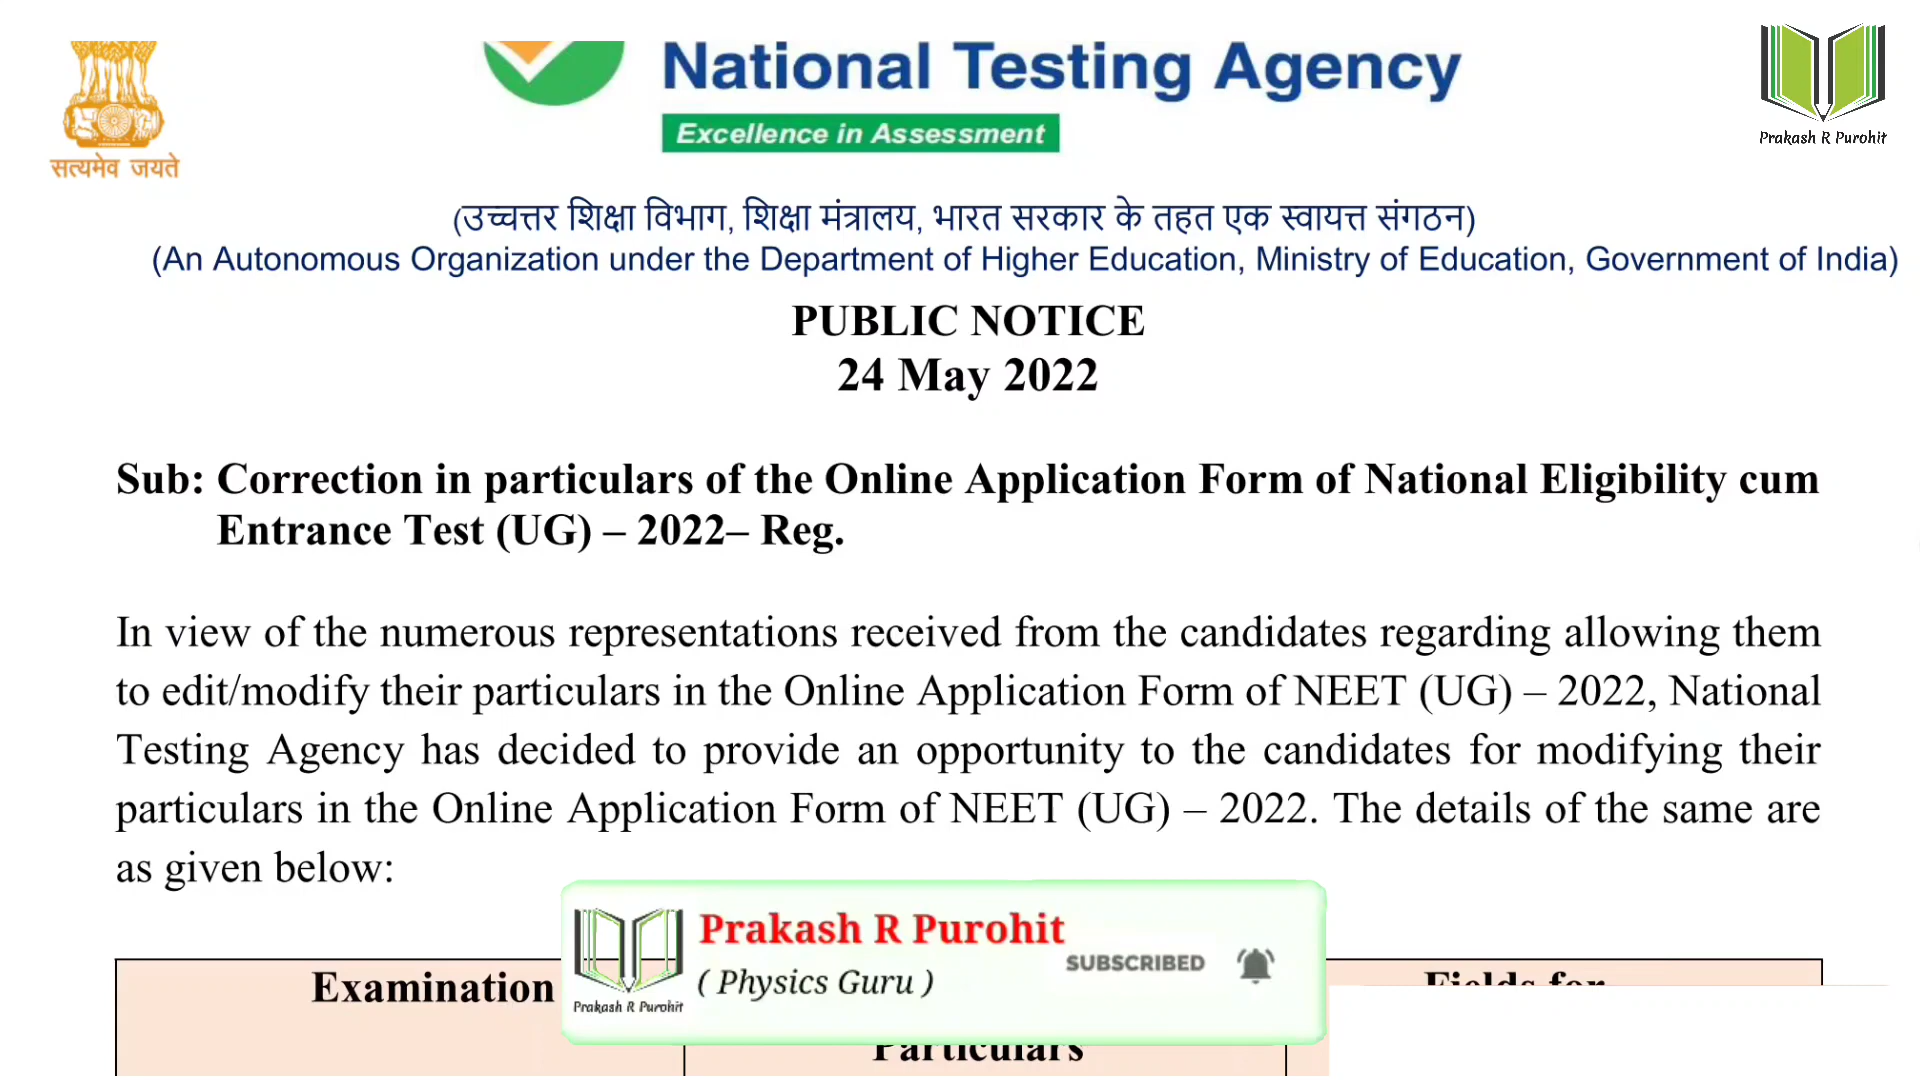 National Testing Agency
Excellence in Assessment
Prakash R Purohit
सत्यमेव जयते
(उच्चत्तर शिक्षा विभाग, शिक्षा मंत्रालय, भारत सरकार के तहत एक स्वायत्त संगठन)
(An Autonomous Organization under the Department of Higher Education, Ministry of Education, Government of India)
PUBLIC NOTICE
24 May 2022
Sub: Correction in particulars of the Online Application Form of National Eligibility cum
Entrance Test (UG) – 2022– Reg.
In view of the numerous representations received from the candidates regarding allowing them
to edit/modify their particulars in the Online Application Form of NEET (UG) – 2022, National
Testing Agency has decided to provide an opportunity to the candidates for modifying their
particulars in the Online Application Form of NEET (UG) – 2022. The details of the same are
as given below:
Prakash R Purohit
SUBSCRIBED
( Physics Guru )
Prakash R Purohit
Examination
Fields for
Particulars